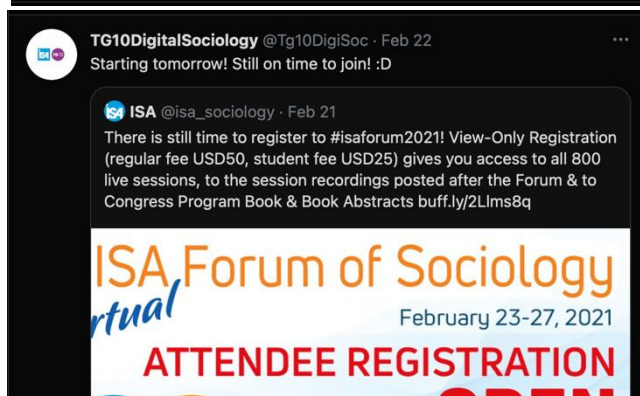 TG10DigitalSociology @Tg10DigiSoc · Feb 22
Starting tomorrow! Still on time to join! :D
ISA @isa_sociology · Feb 21
There is still time to register to #isaforum2021! View-Only Registration
(regular fee USD50, student fee USD25) gives you access to all 800
live sessions, to the session recordings posted after the Forum & to
Congress Program Book & Book Abstracts buff.ly/2Llms8q
ISA Forum of Sociology
rtual
February 23-27, 2021
ATTENDEE REGISTRATION
OPEN